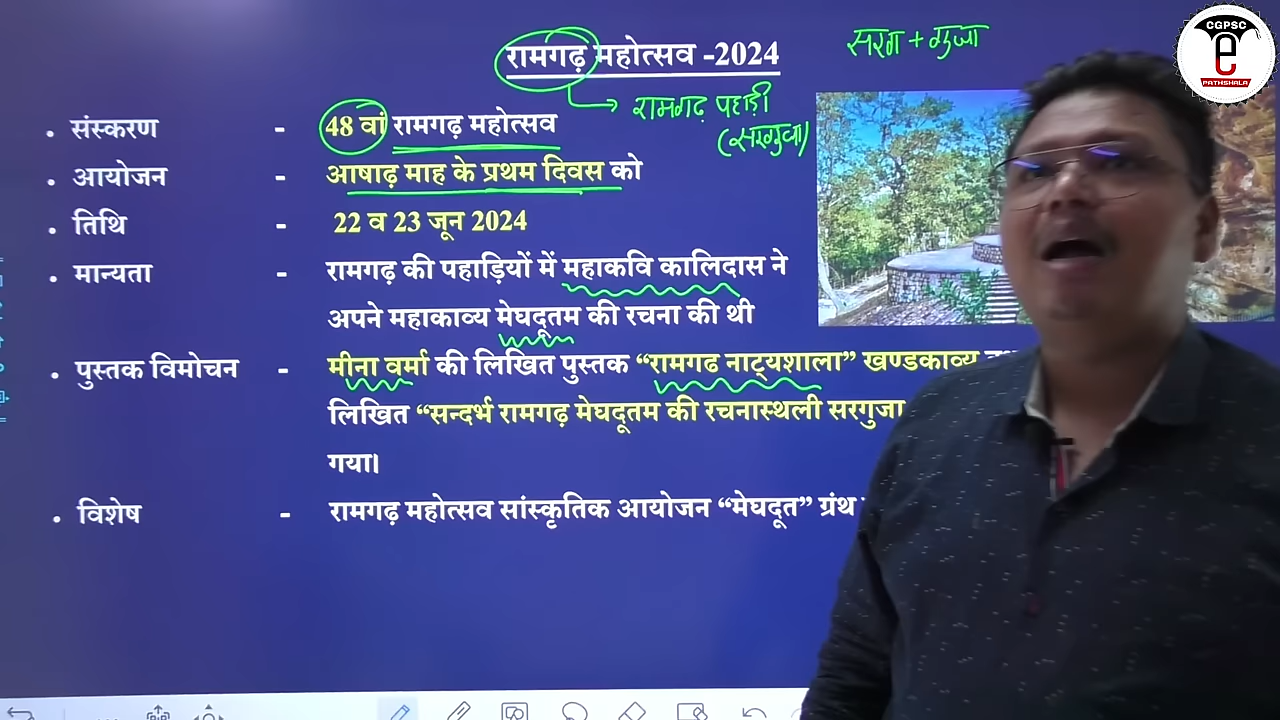 रामगढ़ महोत्सव -2024
सरग + गुजा
रामगढ़ पहाड़ी
(सरगुजा)
• संस्करण - 48 वां रामगढ़ महोत्सव
• आयोजन - आषाढ़ माह के प्रथम दिवस को
• तिथि - 22 व 23 जून 2024
• मान्यता - रामगढ़ की पहाड़ियों में महाकवि कालिदास ने
अपने महाकाव्य मेघदूतम की रचना की थी
• पुस्तक विमोचन - मीना वर्मा की लिखित पुस्तक “रामगढ नाट्यशाला” खण्डकाव्य
लिखित “सन्दर्भ रामगढ़ मेघदूतम की रचनास्थली सरगुजा
गया।
• विशेष - रामगढ़ महोत्सव सांस्कृतिक आयोजन “मेघदूत” ग्रंथ
CGPSC
e
PATHSHALA